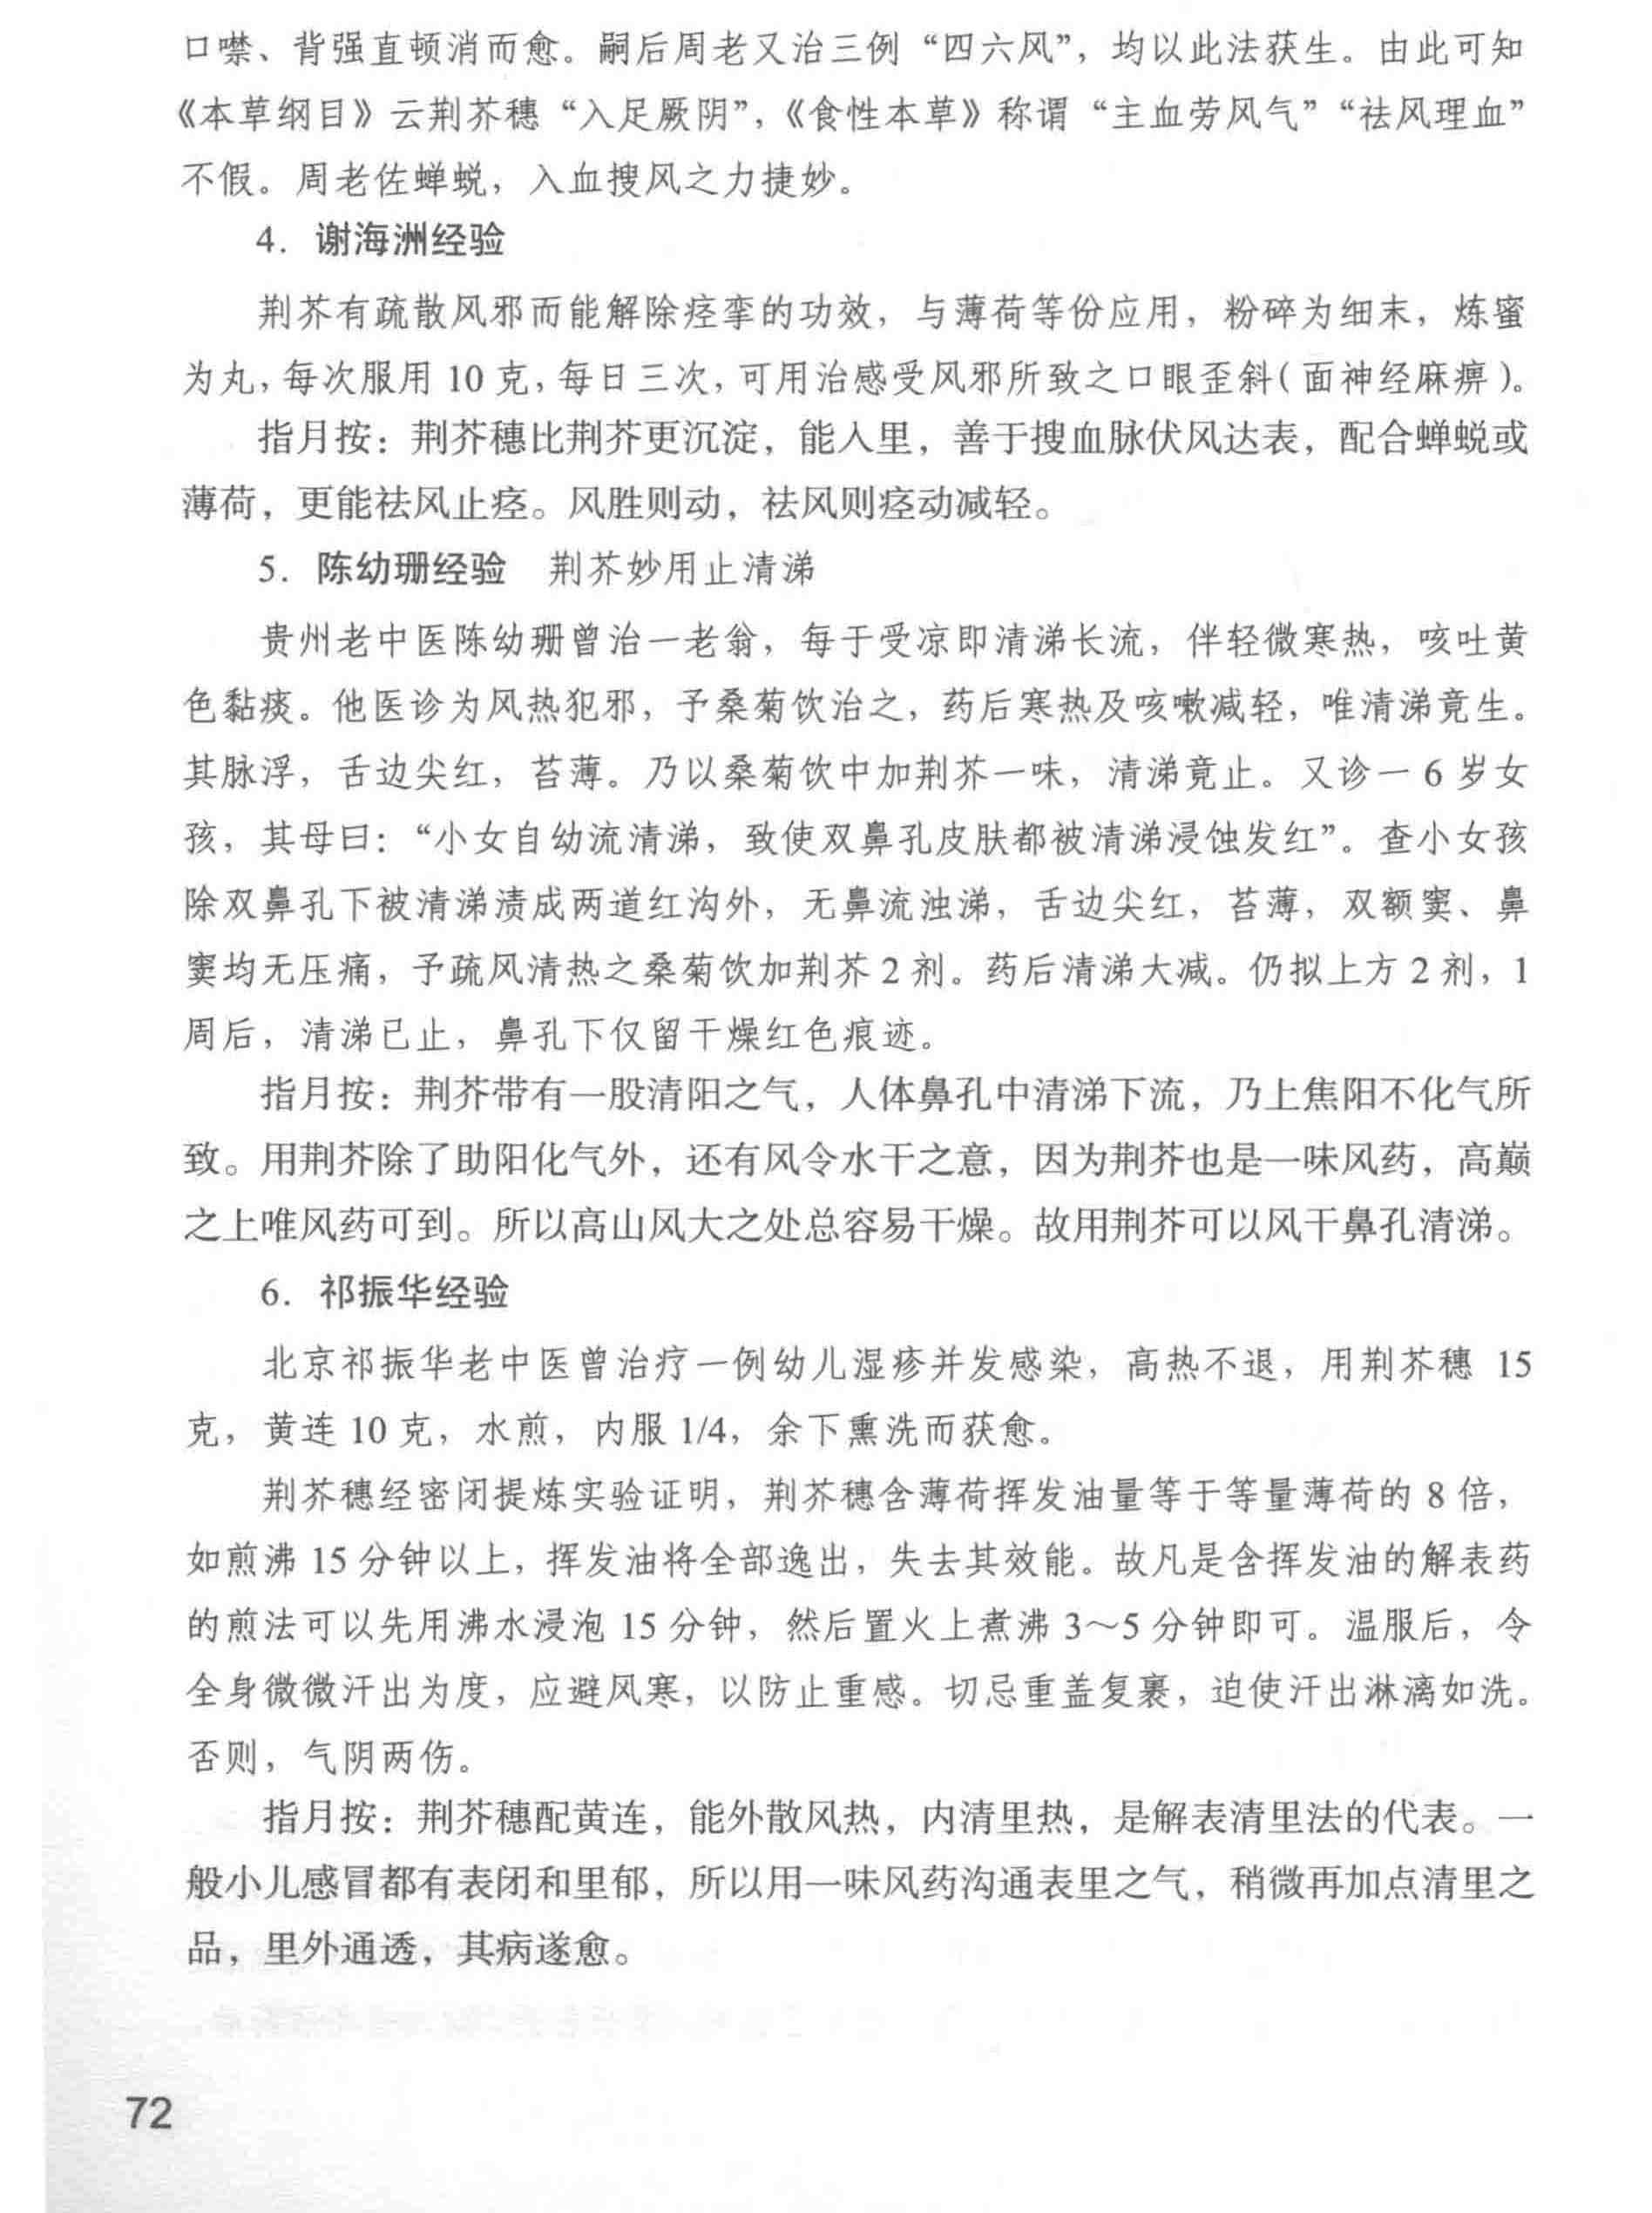 口噤、背强直顿消而愈。嗣后周老又治三例“四六风”，均以此法获生。由此可知
《本草纲目》云荆芥穗“入足厥阴”，《食性本草》称谓“主血劳风气”“祛风理血”
不假。周老佐蝉蜕，入血搜风之力捷妙。
4. 谢海洲经验
荆芥有疏散风邪而能解除痉挛的功效，与薄荷等份应用，粉碎为细末，炼蜜
为丸，每次服用 10 克，每日三次，可用治感受风邪所致之口眼歪斜（面神经麻痹）。
指月按：荆芥穗比荆芥更沉淀，能入里，善于搜血脉伏风达表，配合蝉蜕或
薄荷，更能祛风止痉。风胜则动，祛风则痉动减轻。
5. 陈幼珊经验 荆芥妙用止清涕
贵州老中医陈幼珊曾治一老翁，每于受凉即清涕长流，伴轻微寒热，咳吐黄
色黏痰。他医诊为风热犯邪，予桑菊饮治之，药后寒热及咳嗽减轻，唯清涕竟生。
其脉浮，舌边尖红，苔薄。乃以桑菊饮中加荆芥一味，清涕竟止。又诊一 6 岁女
孩，其母曰：“小女自幼流清涕，致使双鼻孔皮肤都被清涕浸蚀发红”。查小女孩
除双鼻孔下被清涕渍成两道红沟外，无鼻流浊涕，舌边尖红，苔薄，双额窦、鼻
窦均无压痛，予疏风清热之桑菊饮加荆芥 2 剂。药后清涕大减。仍拟上方 2 剂，1
周后，清涕已止，鼻孔下仅留干燥红色痕迹。
指月按：荆芥带有一股清阳之气，人体鼻孔中清涕下流，乃上焦阳不化气所
致。用荆芥除了助阳化气外，还有风令水干之意，因为荆芥也是一味风药，高巅
之上唯风药可到。所以高山风大之处总容易干燥。故用荆芥可以风干鼻孔清涕。
6. 祁振华经验
北京祁振华老中医曾治疗一例幼儿湿疹并发感染，高热不退，用荆芥穗 15
克，黄连 10 克，水煎，内服 1/4，余下熏洗而获愈。
荆芥穗经密闭提炼实验证明，荆芥穗含薄荷挥发油量等于等量薄荷的 8 倍，
如煎沸 15 分钟以上，挥发油将全部逸出，失去其效能。故凡是含挥发油的解表药
的煎法可以先用沸水浸泡 15 分钟，然后置火上煮沸 3～5 分钟即可。温服后，令
全身微微汗出为度，应避风寒，以防止重感。切忌重盖复裹，迫使汗出淋漓如洗。
否则，气阴两伤。
指月按：荆芥穗配黄连，能外散风热，内清里热，是解表清里法的代表。一
般小儿感冒都有表闭和里郁，所以用一味风药沟通表里之气，稍微再加点清里之
品，里外通透，其病遂愈。
72